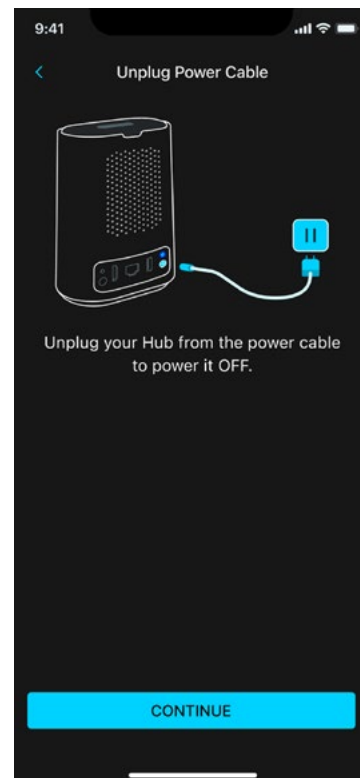 9:41
Unplug Power Cable
Unplug your Hub from the power cable
to power it OFF.
CONTINUE